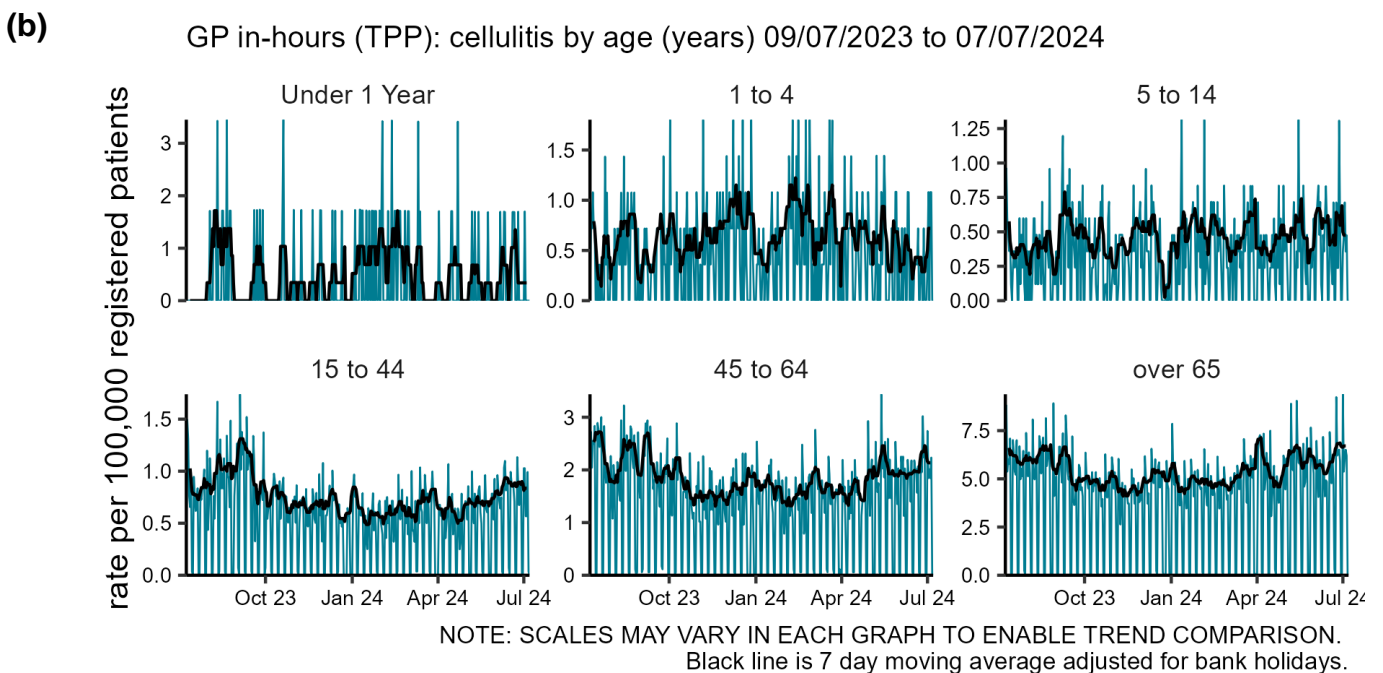 (b)
GP in-hours (TPP): cellulitis by age (years) 09/07/2023 to 07/07/2024
rate per 100,000 registered patients
Under 1 Year
3
2
1
0
1 to 4
1.5
1.0
0.5
0.0
5 to 14
1.25
1.00
0.75
0.50
0.25
0.00
15 to 44
1.5
1.0
0.5
0.0
Oct 23 Jan 24 Apr 24 Jul 24
45 to 64
3
2
1
0
Oct 23 Jan 24 Apr 24 Jul 24
over 65
7.5
5.0
2.5
0.0
Oct 23 Jan 24 Apr 24 Jul 24
NOTE: SCALES MAY VARY IN EACH GRAPH TO ENABLE TREND COMPARISON.
Black line is 7 day moving average adjusted for bank holidays.